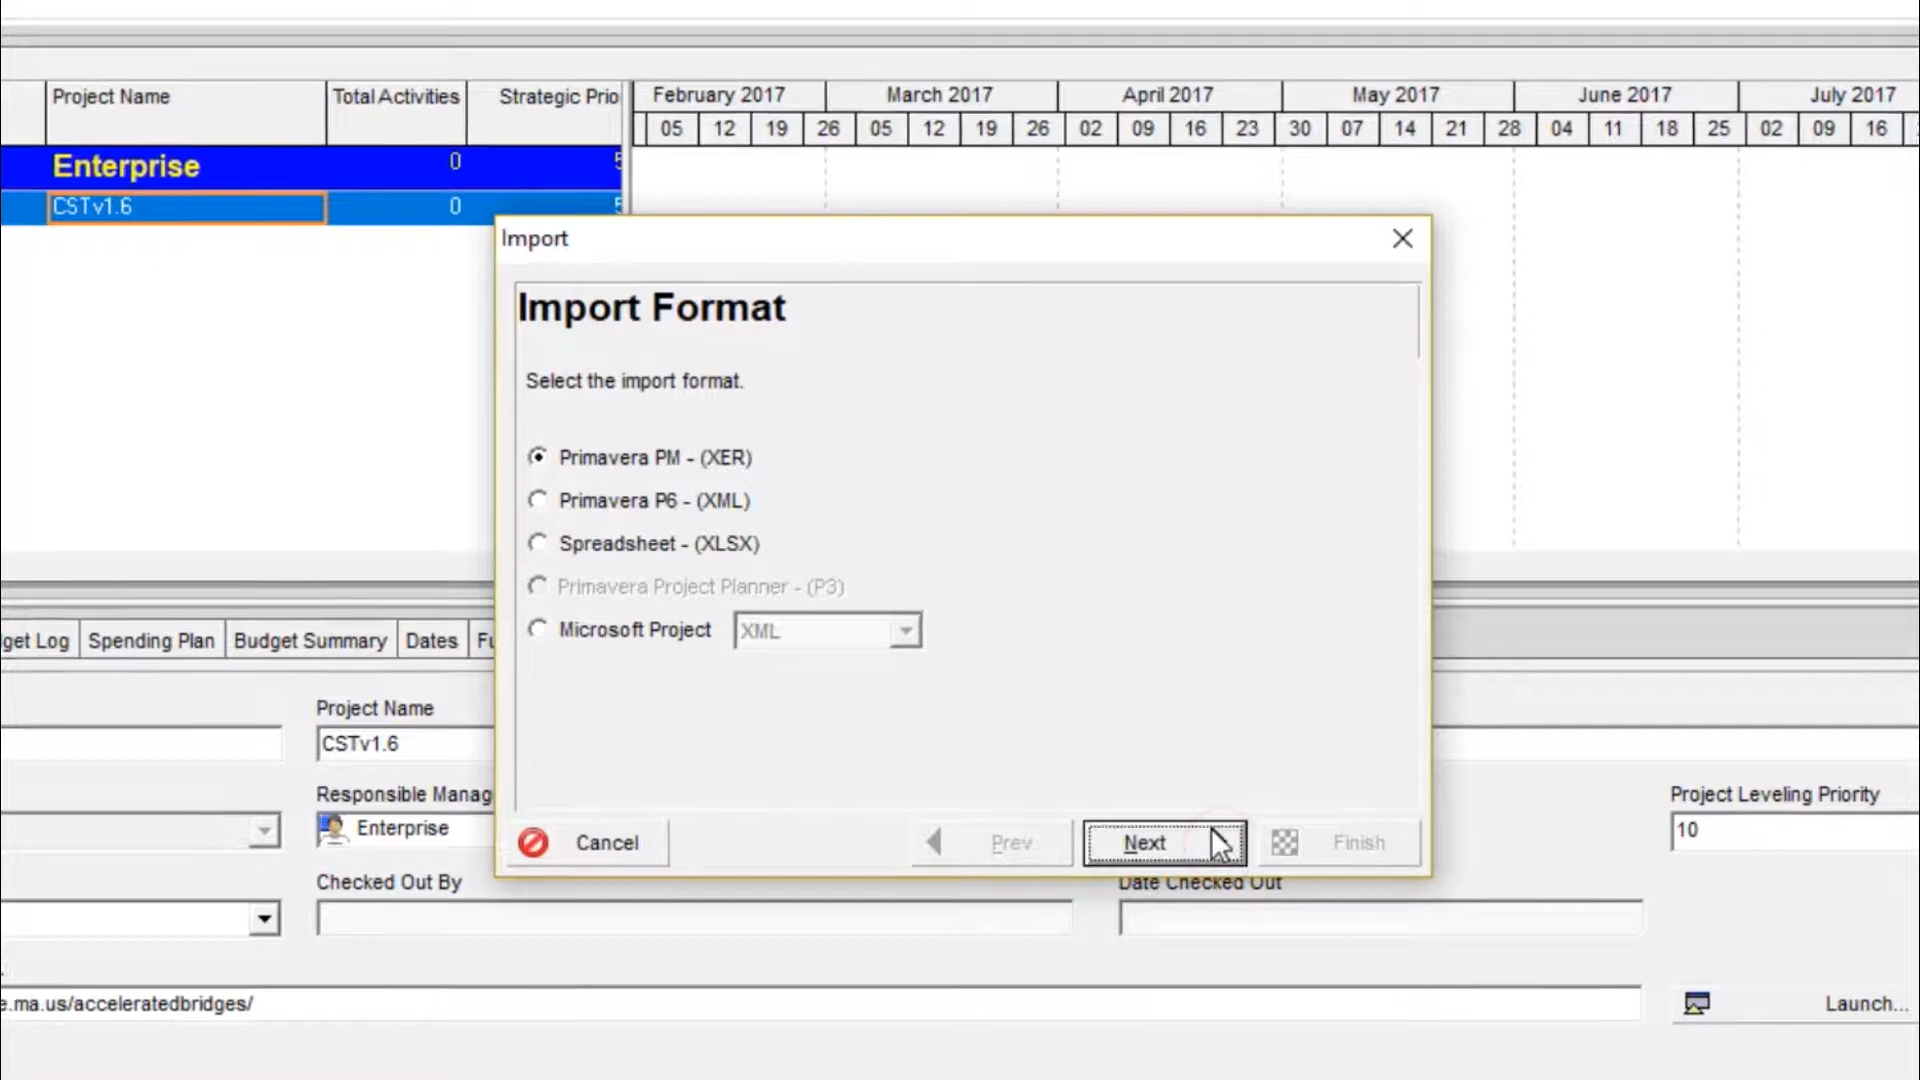 Project Name Total Activities Strategic Prio February 2017 March 2017 April 2017 May 2017 June 2017 July 2017
05 12 19 26 05 12 19 26 02 09 16 23 30 07 14 21 28 04 11 18 25 02 09 16
Enterprise 0 5
CSTv1.6 0 5
Import
Import Format
Select the import format.
Primavera PM - (XER)
Primavera P6 - (XML)
Spreadsheet - (XLSX)
Primavera Project Planner - (P3)
Microsoft Project XML
get Log Spending Plan Budget Summary Dates Fu
Project Name
CSTv1.6
Responsible Manag Project Leveling Priority
Enterprise 10
Cancel Prev Next Finish
Checked Out By Date Checked Out
e.ma.us/acceleratedbridges/ Launch...